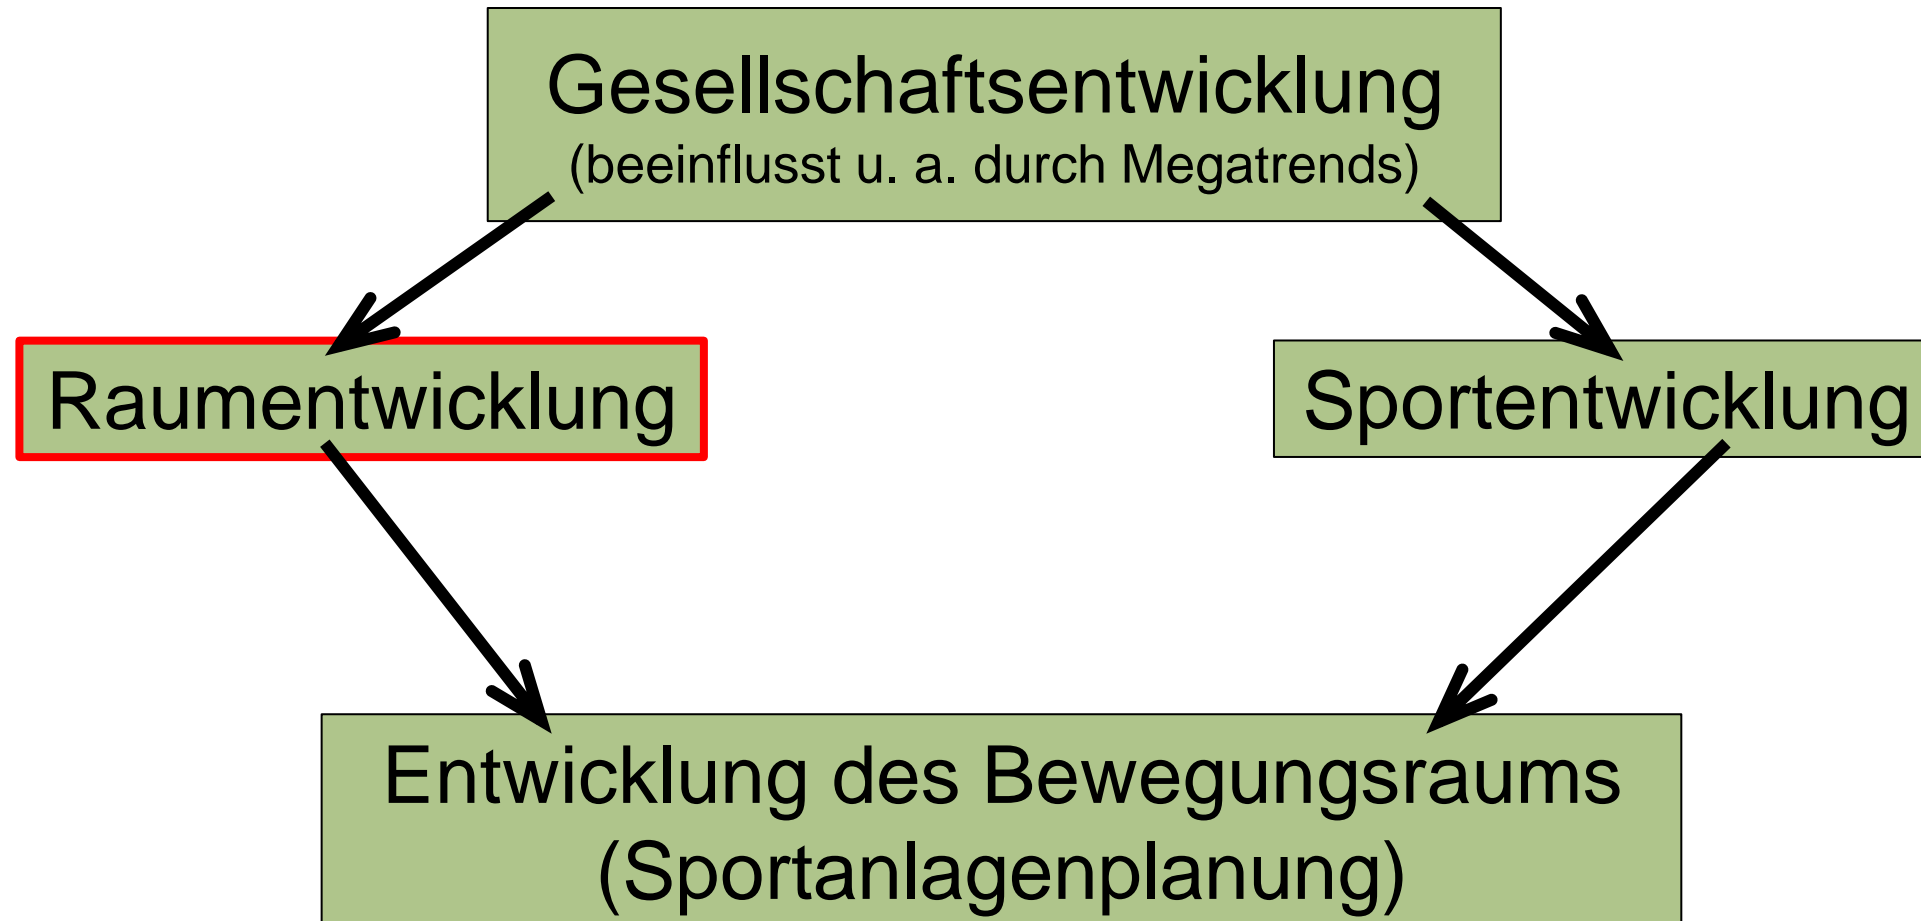 Gesellschaftsentwicklung
(beeinflusst u. a. durch Megatrends)
Raumentwicklung
Sportentwicklung
Entwicklung des Bewegungsraums
(Sportanlagenplanung)